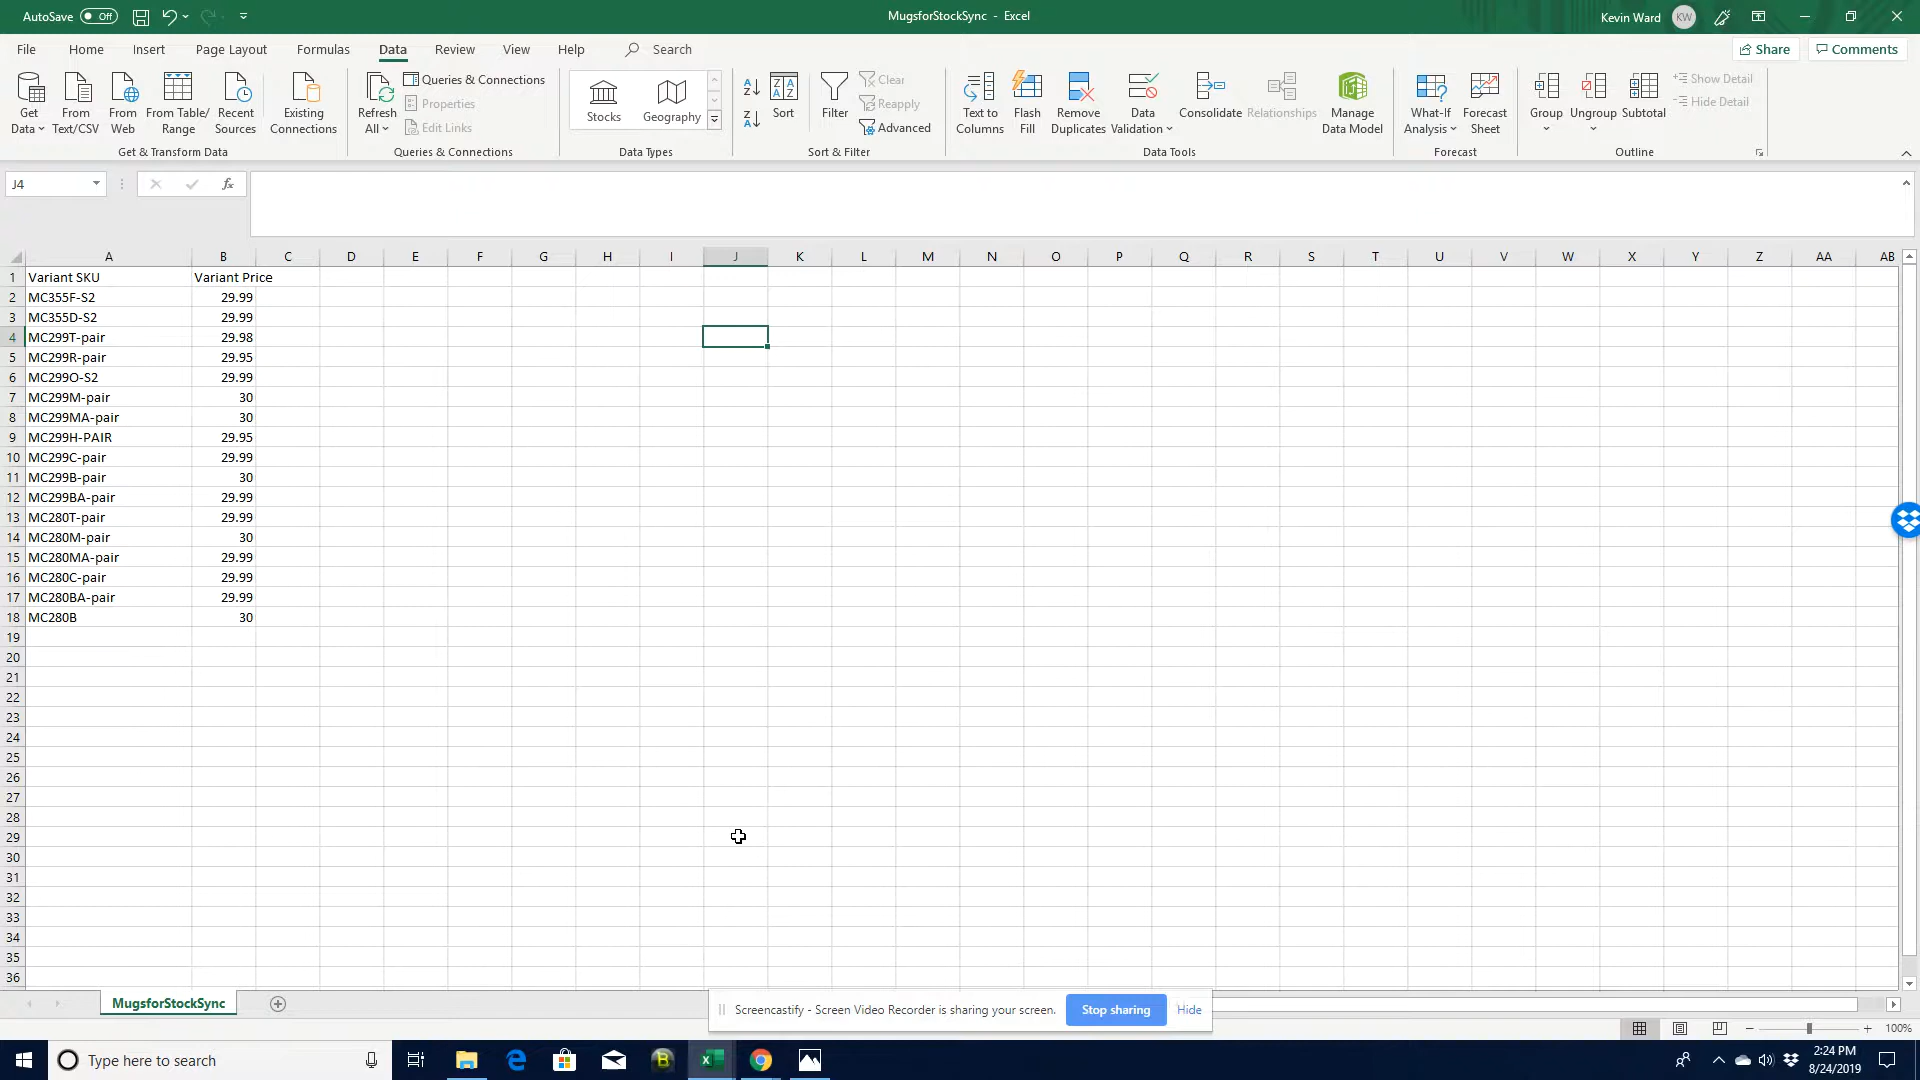 AutoSave Off MugsforStockSync - Excel Kevin Ward KW
File Home Insert Page Layout Formulas Data Review View Help Search Share Comments
Get Data From Text/CSV From Web From Table/ Range Recent Sources Existing Connections
Get & Transform Data
Refresh All Queries & Connections Properties Edit Links
Queries & Connections
Stocks Geography
Data Types
Sort Filter Clear Reapply Advanced
Sort & Filter
Text to Columns Flash Fill Remove Duplicates Data Validation Consolidate Relationships Manage Data Model
Data Tools
What-If Analysis Forecast Sheet
Forecast
Group Ungroup Subtotal Show Detail Hide Detail
Outline
J4 fx
A B C D E F G H I J K L M N O P Q R S T U V W X Y Z AA AB
1 Variant SKU Variant Price
2 MC355F-S2 29.99
3 MC355D-S2 29.99
4 MC299T-pair 29.98
5 MC299R-pair 29.95
6 MC299O-S2 29.99
7 MC299M-pair 30
8 MC299MA-pair 30
9 MC299H-PAIR 29.95
10 MC299C-pair 29.99
11 MC299B-pair 30
12 MC299BA-pair 29.99
13 MC280T-pair 29.99
14 MC280M-pair 30
15 MC280MA-pair 29.99
16 MC280C-pair 29.99
17 MC280BA-pair 29.99
18 MC280B 30
19
20
21
22
23
24
25
26
27
28
29
30
31
32
33
34
35
36
MugsforStockSync
Screencastify - Screen Video Recorder is sharing your screen. Stop sharing Hide
100%
Type here to search
2:24 PM
8/24/2019